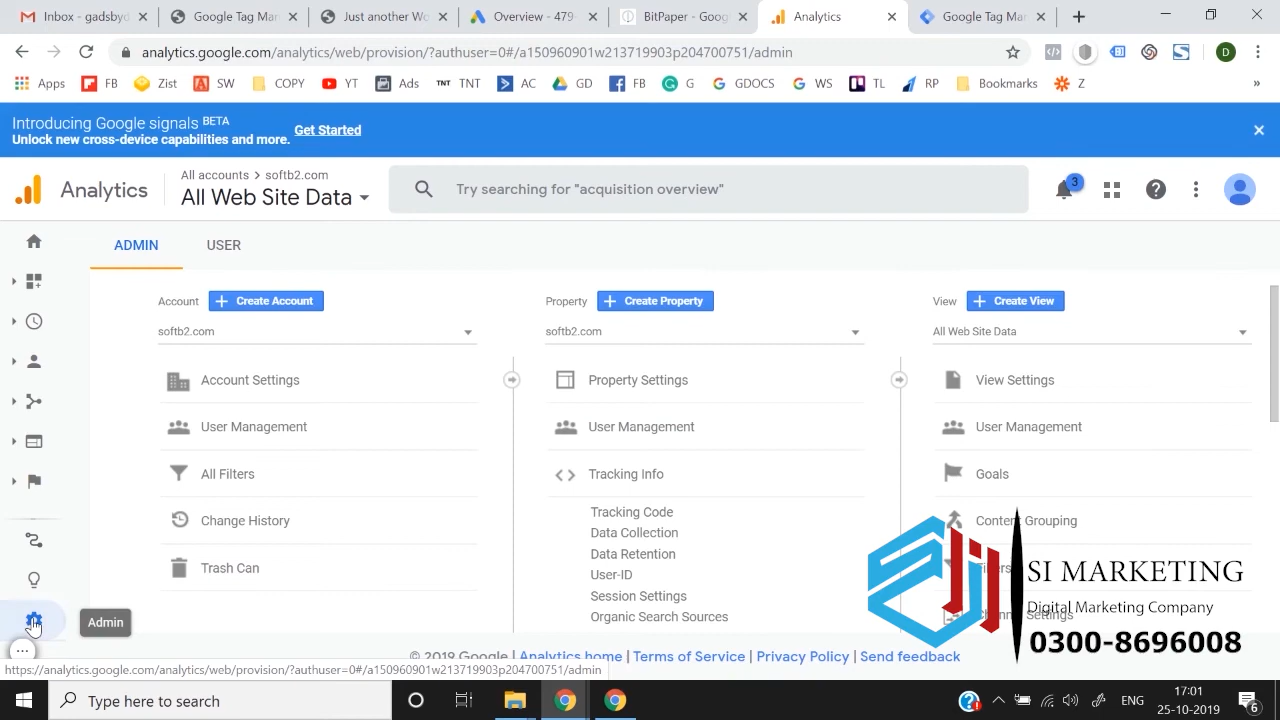 Inbox - gadsby.d
Google Tag Mar
Just another Wo
Overview - 479-
BitPaper - Goog
Analytics
Google Tag Mar
analytics.google.com/analytics/web/provision/?authuser=0#/a150960901w213719903p204700751/admin
D
Apps FB Zist SW COPY YT Ads TNT TNT AC GD FB G GDOCS WS TL RP Bookmarks Z »
Introducing Google signals BETA
Unlock new cross-device capabilities and more. Get Started
Analytics
All accounts > softb2.com
All Web Site Data
Try searching for "acquisition overview"
3
ADMIN USER
Account + Create Account
Property + Create Property
View + Create View
softb2.com
softb2.com
All Web Site Data
Account Settings
Property Settings
View Settings
User Management
User Management
User Management
All Filters
Tracking Info
Goals
Change History
Tracking Code
Content Grouping
Data Collection
Data Retention
Trash Can
Filters
User-ID
Session Settings
Organic Search Sources
Channel Settings
SI MARKETING
Digital Marketing Company
0300-8696008
Admin
© 2019 Google | Analytics home | Terms of Service | Privacy Policy | Send feedback
https://analytics.google.com/analytics/web/provision/?authuser=0#/a150960901w213719903p204700751/admin
Type here to search
ENG
17:01
25-10-2019
6